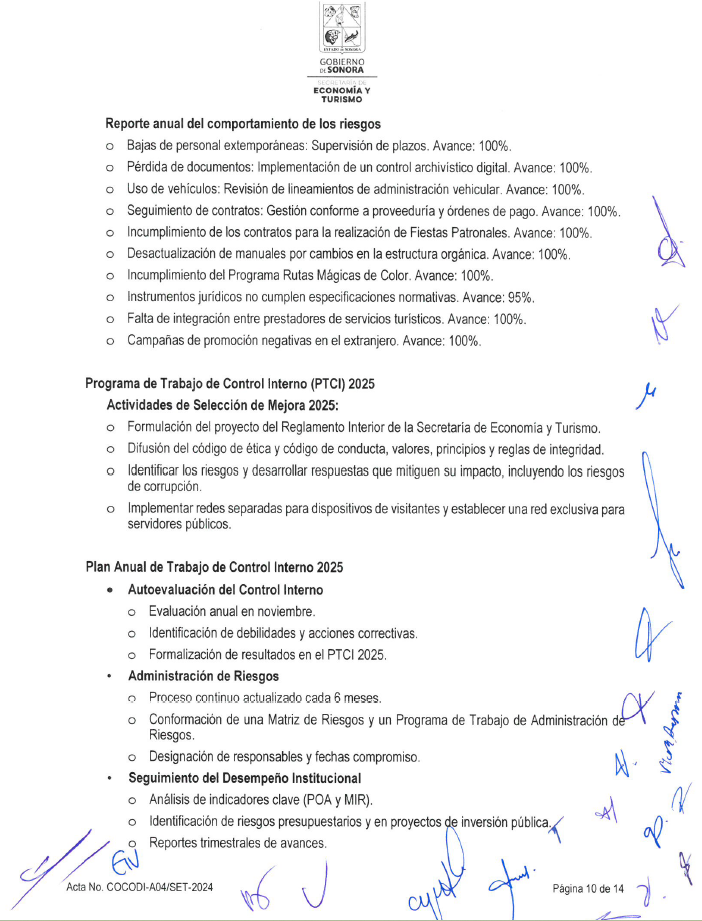 ESTADO DE SONORA
GOBIERNO
DE SONORA
SECRETARÍA DE
ECONOMÍA Y
TURISMO
Reporte anual del comportamiento de los riesgos
o Bajas de personal extemporáneas: Supervisión de plazos. Avance: 100%.
o Pérdida de documentos: Implementación de un control archivístico digital. Avance: 100%.
o Uso de vehículos: Revisión de lineamientos de administración vehicular. Avance: 100%.
o Seguimiento de contratos: Gestión conforme a proveeduría y órdenes de pago. Avance: 100%.
o Incumplimiento de los contratos para la realización de Fiestas Patronales. Avance: 100%.
o Desactualización de manuales por cambios en la estructura orgánica. Avance: 100%.
o Incumplimiento del Programa Rutas Mágicas de Color. Avance: 100%.
o Instrumentos jurídicos no cumplen especificaciones normativas. Avance: 95%.
o Falta de integración entre prestadores de servicios turísticos. Avance: 100%.
o Campañas de promoción negativas en el extranjero. Avance: 100%.
Programa de Trabajo de Control Interno (PTCI) 2025
Actividades de Selección de Mejora 2025:
o Formulación del proyecto del Reglamento Interior de la Secretaría de Economía y Turismo.
o Difusión del código de ética y código de conducta, valores, principios y reglas de integridad.
o Identificar los riesgos y desarrollar respuestas que mitiguen su impacto, incluyendo los riesgos
de corrupción.
o Implementar redes separadas para dispositivos de visitantes y establecer una red exclusiva para
servidores públicos.
Plan Anual de Trabajo de Control Interno 2025
• Autoevaluación del Control Interno
o Evaluación anual en noviembre.
o Identificación de debilidades y acciones correctivas.
o Formalización de resultados en el PTCI 2025.
• Administración de Riesgos
o Proceso continuo actualizado cada 6 meses.
o Conformación de una Matriz de Riesgos y un Programa de Trabajo de Administración de
Riesgos.
o Designación de responsables y fechas compromiso.
• Seguimiento del Desempeño Institucional
o Análisis de indicadores clave (POA y MIR).
o Identificación de riesgos presupuestarios y en proyectos de inversión pública.
o Reportes trimestrales de avances.
Acta No. COCODI-A04/SET-2024
Página 10 de 14